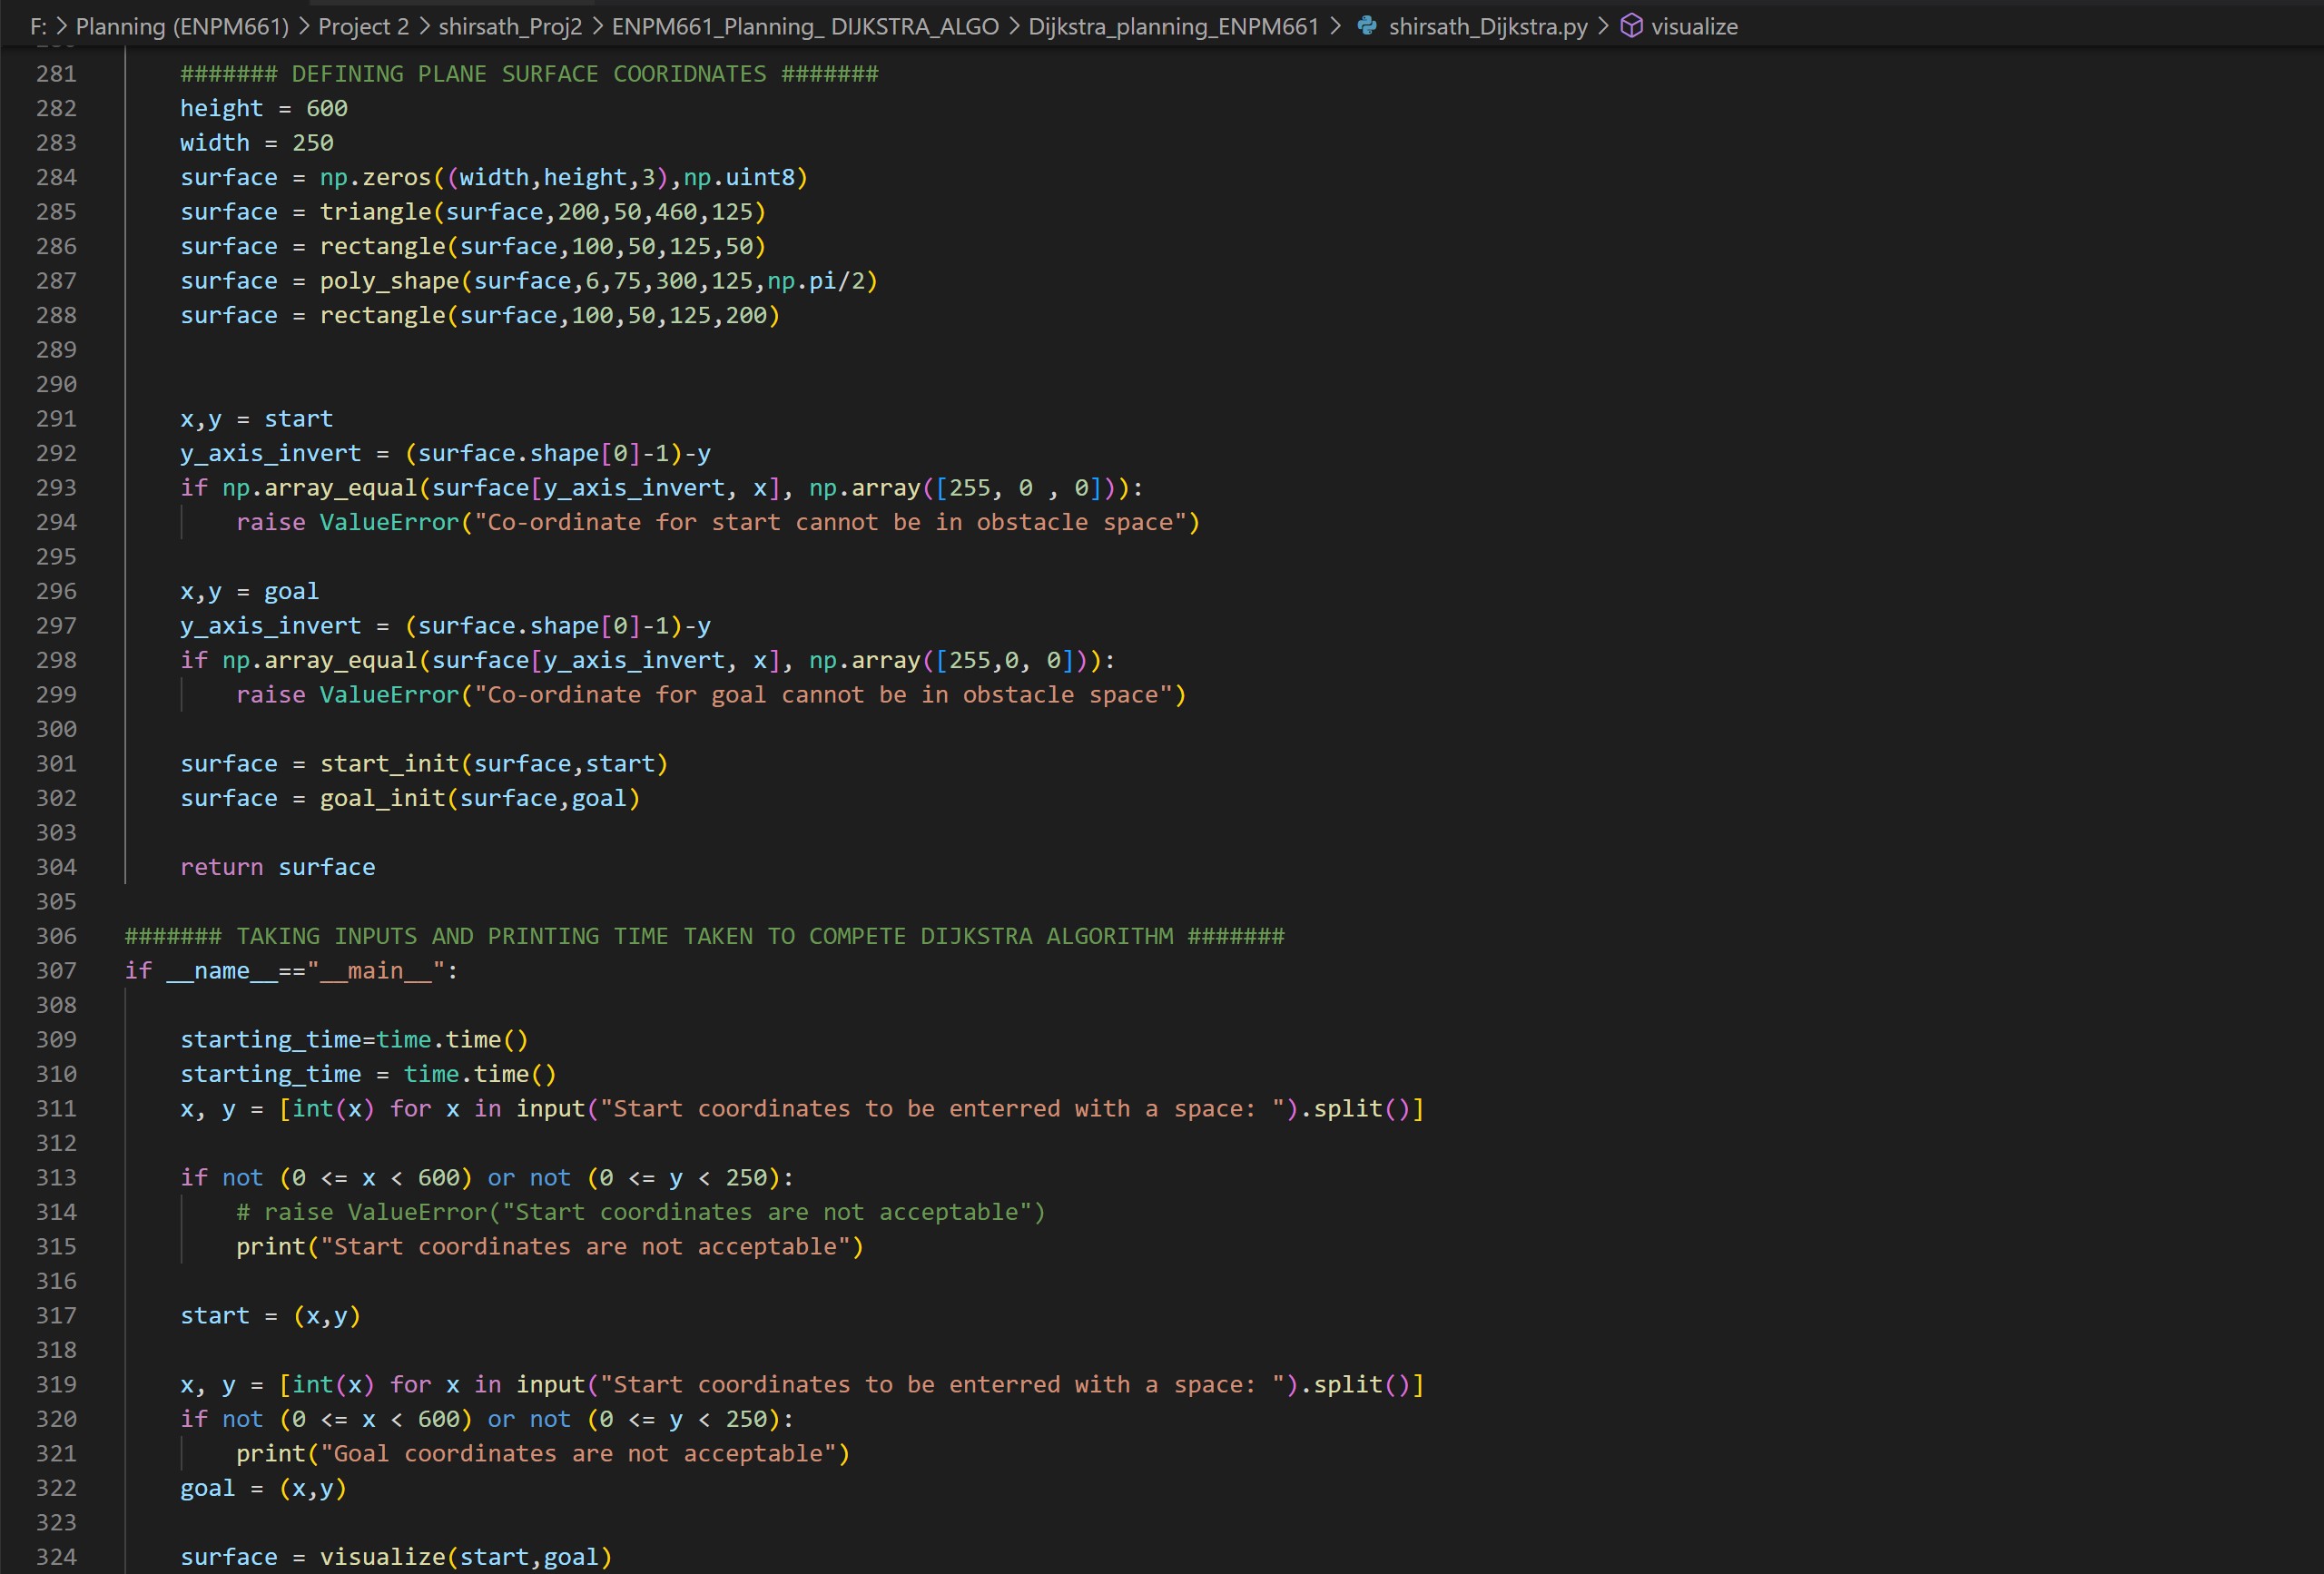 F: > Planning (ENPM661) > Project 2 > shirsath_Proj2 > ENPM661_Planning_ DIJKSTRA_ALGO > Dijkstra_planning_ENPM661 > shirsath_Dijkstra.py > visualize
281 ####### DEFINING PLANE SURFACE COORIDNATES #######
282 height = 600
283 width = 250
284 surface = np.zeros((width,height,3),np.uint8)
285 surface = triangle(surface,200,50,460,125)
286 surface = rectangle(surface,100,50,125,50)
287 surface = poly_shape(surface,6,75,300,125,np.pi/2)
288 surface = rectangle(surface,100,50,125,200)
289
290
291 x,y = start
292 y_axis_invert = (surface.shape[0]-1)-y
293 if np.array_equal(surface[y_axis_invert, x], np.array([255, 0 , 0])):
294 raise ValueError("Co-ordinate for start cannot be in obstacle space")
295
296 x,y = goal
297 y_axis_invert = (surface.shape[0]-1)-y
298 if np.array_equal(surface[y_axis_invert, x], np.array([255,0, 0])):
299 raise ValueError("Co-ordinate for goal cannot be in obstacle space")
300
301 surface = start_init(surface,start)
302 surface = goal_init(surface,goal)
303
304 return surface
305
306 ####### TAKING INPUTS AND PRINTING TIME TAKEN TO COMPETE DIJKSTRA ALGORITHM #######
307 if __name__=="__main__":
308
309 starting_time=time.time()
310 starting_time = time.time()
311 x, y = [int(x) for x in input("Start coordinates to be enterred with a space: ").split()]
312
313 if not (0 <= x < 600) or not (0 <= y < 250):
314 # raise ValueError("Start coordinates are not acceptable")
315 print("Start coordinates are not acceptable")
316
317 start = (x,y)
318
319 x, y = [int(x) for x in input("Start coordinates to be enterred with a space: ").split()]
320 if not (0 <= x < 600) or not (0 <= y < 250):
321 print("Goal coordinates are not acceptable")
322 goal = (x,y)
323
324 surface = visualize(start,goal)